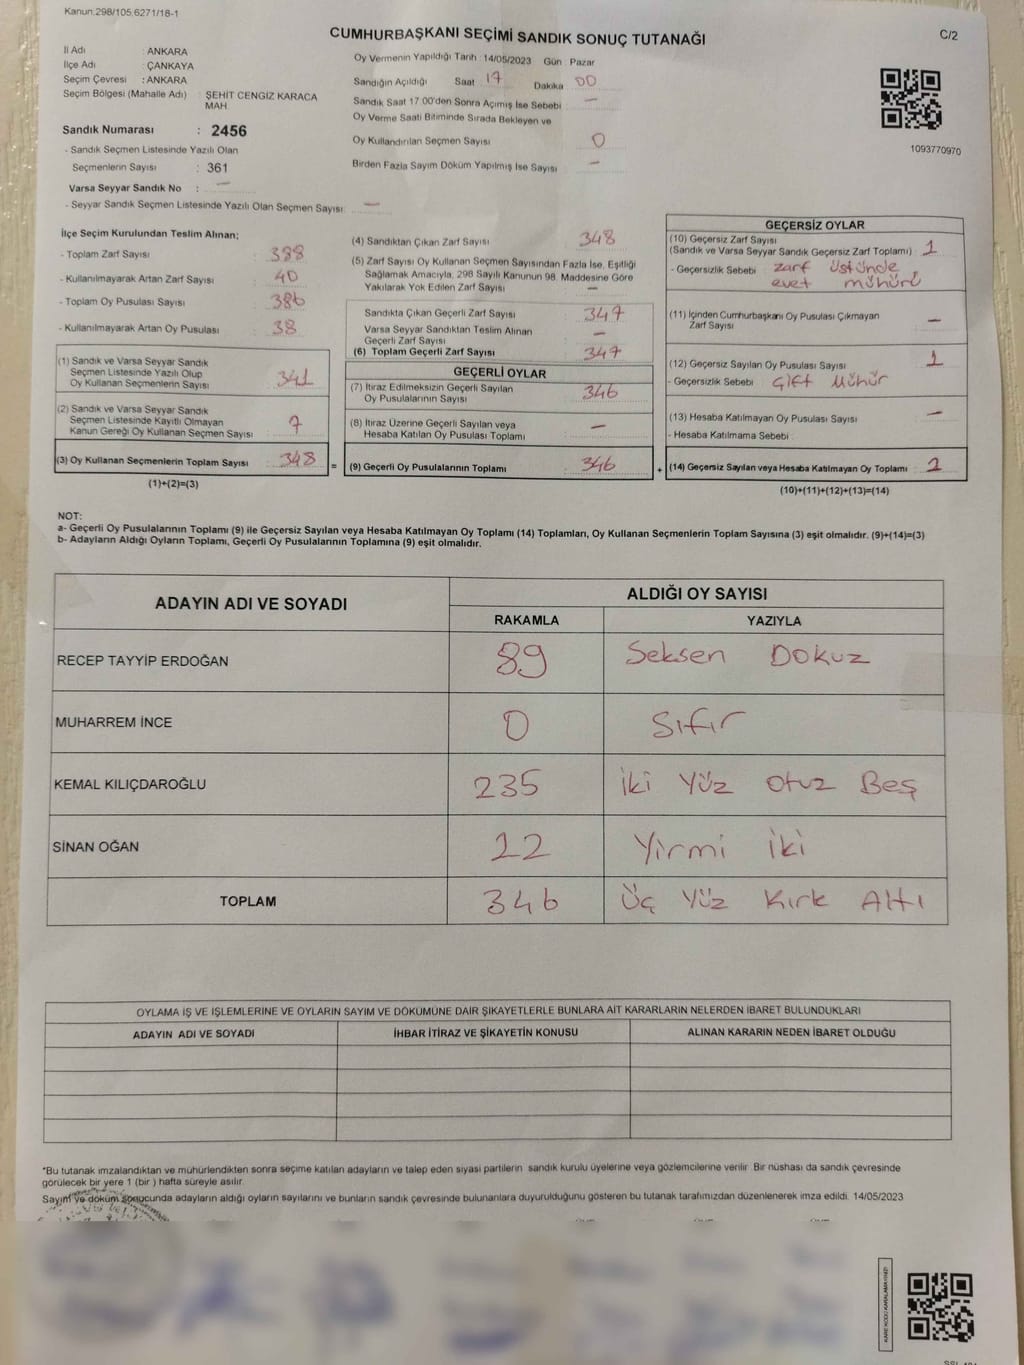 Kanun.298/105,6271/18-1
CUMHURBAŞKANI SEÇİMİ SANDIK SONUÇ TUTANAĞI
C/2
İl Adı : ANKARA
İlçe Adı : ÇANKAYA
Seçim Çevresi : ANKARA
Seçim Bölgesi (Mahalle Adı) : ŞEHİT CENGİZ KARACA
MAH
Sandık Numarası : 2456
- Sandık Seçmen Listesinde Yazılı Olan
Seçmenlerin Sayısı : 361
Varsa Seyyar Sandık No : —
- Seyyar Sandık Seçmen Listesinde Yazılı Olan Seçmen Sayısı: —
Oy Vermenin Yapıldığı Tarih :14/05/2023 Gün : Pazar
Sandığın Açıldığı Saat 17 Dakika 00
Sandık Saat 17:00'den Sonra Açımış İse Sebebi —
Oy Verme Saati Bitiminde Sırada Bekleyen ve
Oy Kullandırılan Seçmen Sayısı 0
Birden Fazla Sayım Döküm Yapılmış İse Sayısı —
1093770970
İlçe Seçim Kurulundan Teslim Alınan;
- Toplam Zarf Sayısı : 388
- Kullanılmayarak Artan Zarf Sayısı : 40
- Toplam Oy Pusulası Sayısı : 386
- Kullanılmayarak Artan Oy Pusulası : 38
(1) Sandık ve Varsa Seyyar Sandık
Seçmen Listesinde Yazılı Olup
Oy Kullanan Seçmenlerin Sayısı : 341
(2) Sandık ve Varsa Seyyar Sandık
Seçmen Listesinde Kayıtlı Olmayan
Kanun Gereği Oy Kullanan Seçmen Sayısı : 7
(3) Oy Kullanan Seçmenlerin Toplam Sayısı : 348
(1)+(2)=(3)
(4) Sandıktan Çıkan Zarf Sayısı 348
(5) Zarf Sayısı Oy Kullanan Seçmen Sayısından Fazla İse, Eşitliği
Sağlamak Amacıyla, 298 Sayılı Kanunun 98. Maddesine Göre
Yakılarak Yok Edilen Zarf Sayısı : —
Sandıkta Çıkan Geçerli Zarf Sayısı : 347
Varsa Seyyar Sandıktan Teslim Alınan
Geçerli Zarf Sayısı : —
(6) Toplam Geçerli Zarf Sayısı : 347
GEÇERLİ OYLAR
(7) İtiraz Edilmeksizin Geçerli Sayılan
Oy Pusulalarının Sayısı : 346
(8) İtiraz Üzerine Geçerli Sayılan veya
Hesaba Katılan Oy Pusulası Toplamı : —
= (9) Geçerli Oy Pusulalarının Toplamı : 346
GEÇERSİZ OYLAR
(10) Geçersiz Zarf Sayısı
(Sandık ve Varsa Seyyar Sandık Geçersiz Zarf Toplamı) : 1
- Geçersizlik Sebebi : zarf üstünde,
evet mühürü
(11) İçinden Cumhurbaşkanı Oy Pusulası Çıkmayan
Zarf Sayısı : —
(12) Geçersiz Sayılan Oy Pusulası Sayısı : 1
- Geçersizlik Sebebi : Çift Mühür
(13) Hesaba Katılmayan Oy Pusulası Sayısı : —
- Hesaba Katılmama Sebebi :
+ (14) Geçersiz Sayılan veya Hesaba Katılmayan Oy Toplamı : 2
(10)+(11)+(12)+(13)=(14)
NOT:
a- Geçerli Oy Pusulalarının Toplamı (9) ile Geçersiz Sayılan veya Hesaba Katılmayan Oy Toplamı (14) Toplamları, Oy Kullanan Seçmenlerin Toplam Sayısına (3) eşit olmalıdır. (9)+(14)=(3)
b- Adayların Aldığı Oyların Toplamı, Geçerli Oy Pusulalarının Toplamına (9) eşit olmalıdır.
ADAYIN ADI VE SOYADI
ALDIĞI OY SAYISI
RAKAMLA YAZIYLA
RECEP TAYYİP ERDOĞAN 89 Seksen Dokuz
MUHARREM İNCE 0 Sıfır
KEMAL KILIÇDAROĞLU 235 İki Yüz Otuz Beş
SİNAN OĞAN 22 Yirmi İki
TOPLAM 346 Üç Yüz Kırk Altı
OYLAMA İŞ VE İŞLEMLERİNE VE OYLARIN SAYIM VE DÖKÜMÜNE DAİR ŞİKAYETLERLE BUNLARA AİT KARARLARIN NELERDEN İBARET BULUNDUKLARI
ADAYIN ADI VE SOYADI İHBAR İTİRAZ VE ŞİKAYETİN KONUSU ALINAN KARARIN NEDEN İBARET OLDUĞU
*Bu tutanak imzalandıktan ve mühürlendikten sonra seçime katılan adayların ve talep eden siyasi partilerin sandık kurulu üyelerine veya gözlemcilerine verilir. Bir nüshası da sandık çevresinde
görülecek bir yere 1 (bir ) hafta süreyle asılır.
Sayım ve döküm sonucunda adayların aldığı oyların sayılarını ve bunların sandık çevresinde bulunanlara duyurulduğunu gösteren bu tutanak tarafımızdan düzenlenerek imza edildi. 14/05/2023